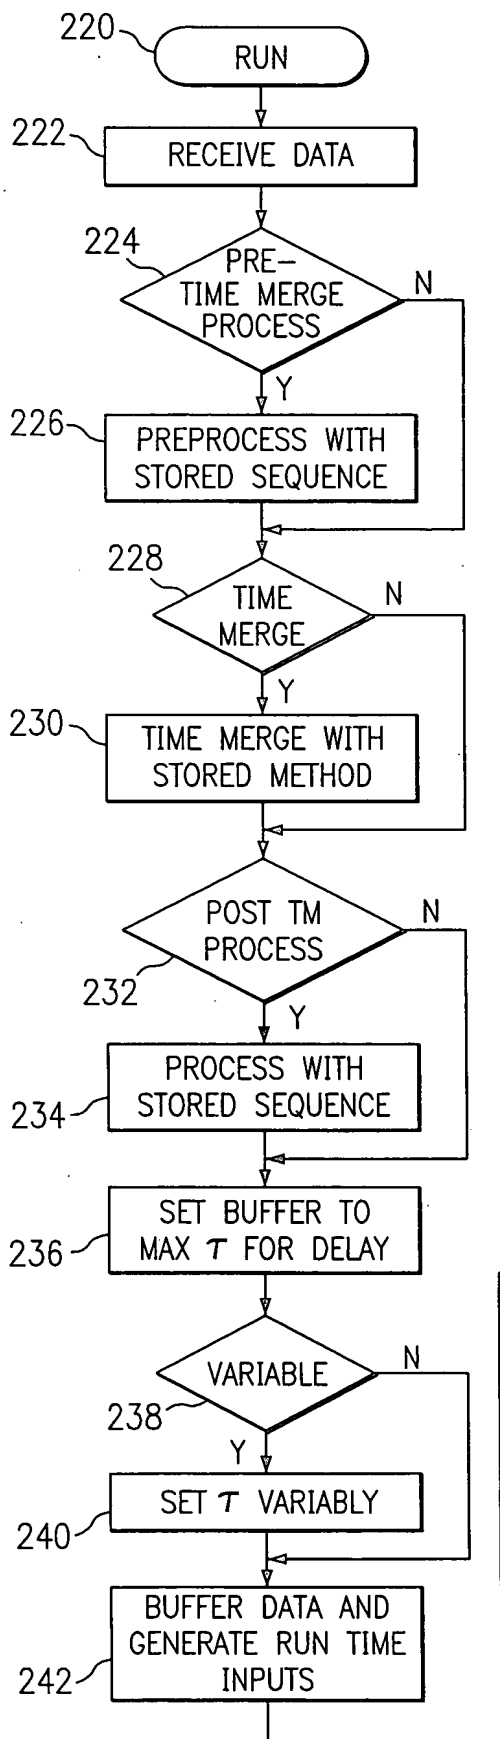 220
RUN
222
RECEIVE DATA
224
PRE-
TIME MERGE
PROCESS
N
Y
226
PREPROCESS WITH
STORED SEQUENCE
228
TIME
MERGE
N
Y
230
TIME MERGE WITH
STORED METHOD
POST TM
PROCESS
N
232
Y
PROCESS WITH
STORED SEQUENCE
234
SET BUFFER TO
MAX τ FOR DELAY
236
VARIABLE
N
238
Y
SET τ VARIABLY
240
BUFFER DATA AND
GENERATE RUN TIME
INPUTS
242